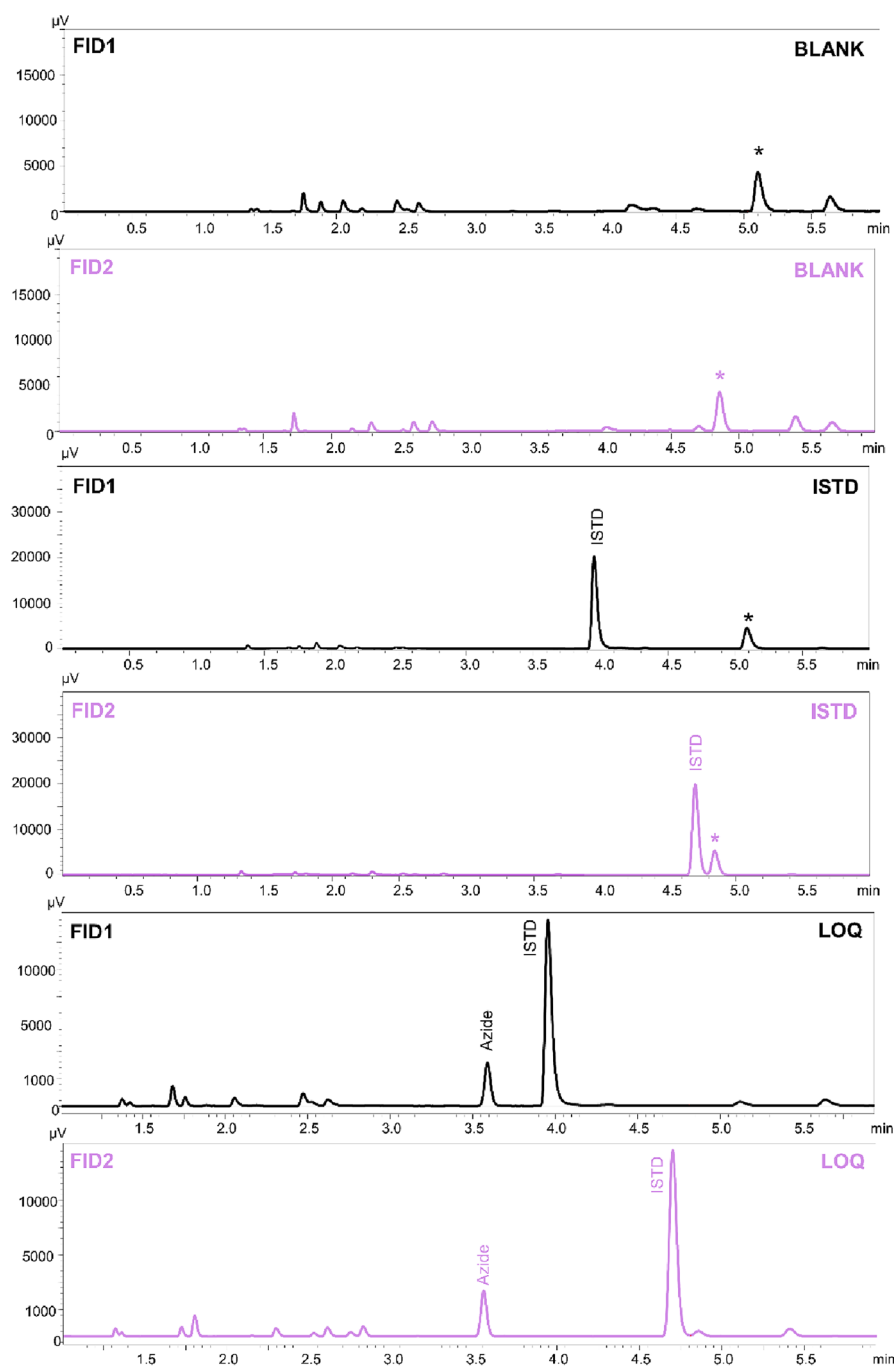 µV
FID1 BLANK
15000
10000
5000
*
0
0.5 1.0 1.5 2.0 2.5 3.0 3.5 4.0 4.5 5.0 5.5 min
FID2 BLANK
15000
10000
5000
*
0
0.5 1.5 2.0 2.5 3.0 3.5 4.0 4.5 5.0 5.5 min
µV
FID1 ISTD
30000
ISTD
20000
10000
*
0
0.5 1.0 1.5 2.0 2.5 3.0 3.5 4.0 4.5 5.0 5.5 min
µV
FID2 ISTD
30000
ISTD
20000
10000
*
0
0.5 1.0 1.5 2.0 2.5 3.0 3.5 4.0 4.5 5.0 5.5 min
µV
FID1 LOQ
ISTD
10000
5000
Azide
1000
0
1.5 2.0 2.5 3.0 3.5 4.0 4.5 5.0 5.5 min
µV
FID2 LOQ
ISTD
10000
5000
Azide
1000
0
1.5 2.0 2.5 3.0 3.5 4.0 4.5 5.0 5.5 min